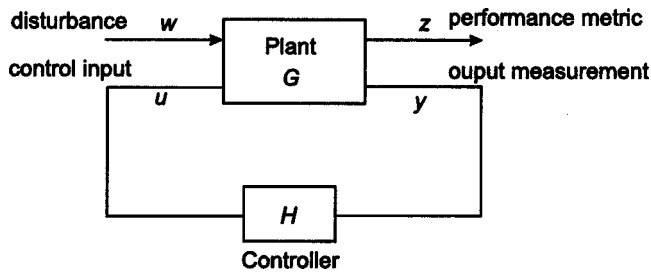 disturbance w z performance metric
Plant
G
control input u y ouput measurement
H
Controller